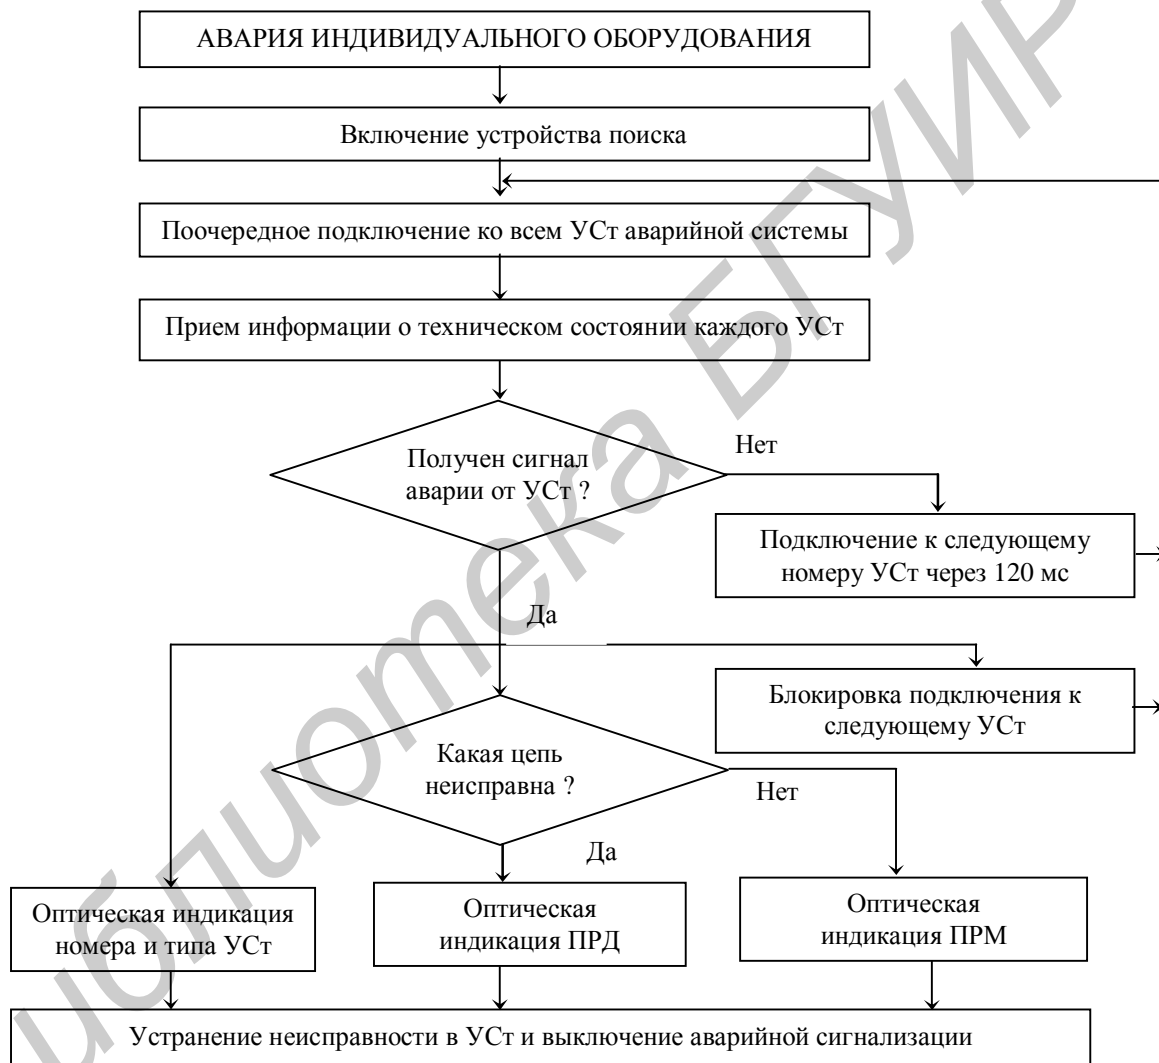 АВАРИЯ ИНДИВИДУАЛЬНОГО ОБОРУДОВАНИЯ
Включение устройства поиска
Поочередное подключение ко всем УСт аварийной системы
Прием информации о техническом состоянии каждого УСт
Получен сигнал
аварии от УСт ?
Нет
Подключение к следующему
номеру УСт через 120 мс
Да
Блокировка подключения к
следующему УСт
Какая цепь
неисправна ?
Нет
Да
Оптическая индикация
номера и типа УСт
Оптическая
индикация ПРД
Оптическая
индикация ПРМ
Устранение неисправности в УСт и выключение аварийной сигнализации
иблиотека БГУИР